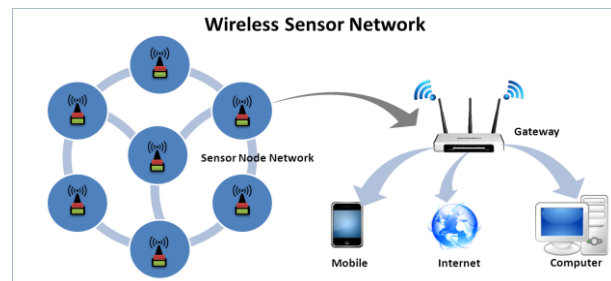 Wireless Sensor Network
Gateway
Sensor Node Network
Mobile
Internet
Computer